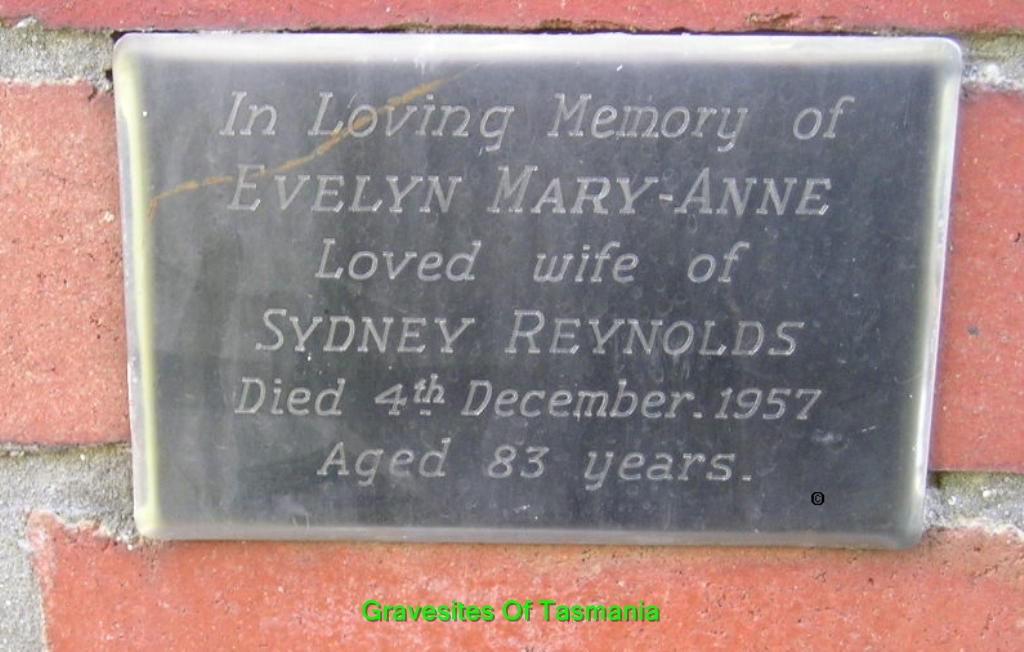 In Loving Memory of
EVELYN MARY-ANNE
Loved wife of
SYDNEY REYNOLDS
Died 4th December. 1957
Aged 83 years.
©
Gravesites Of Tasmania